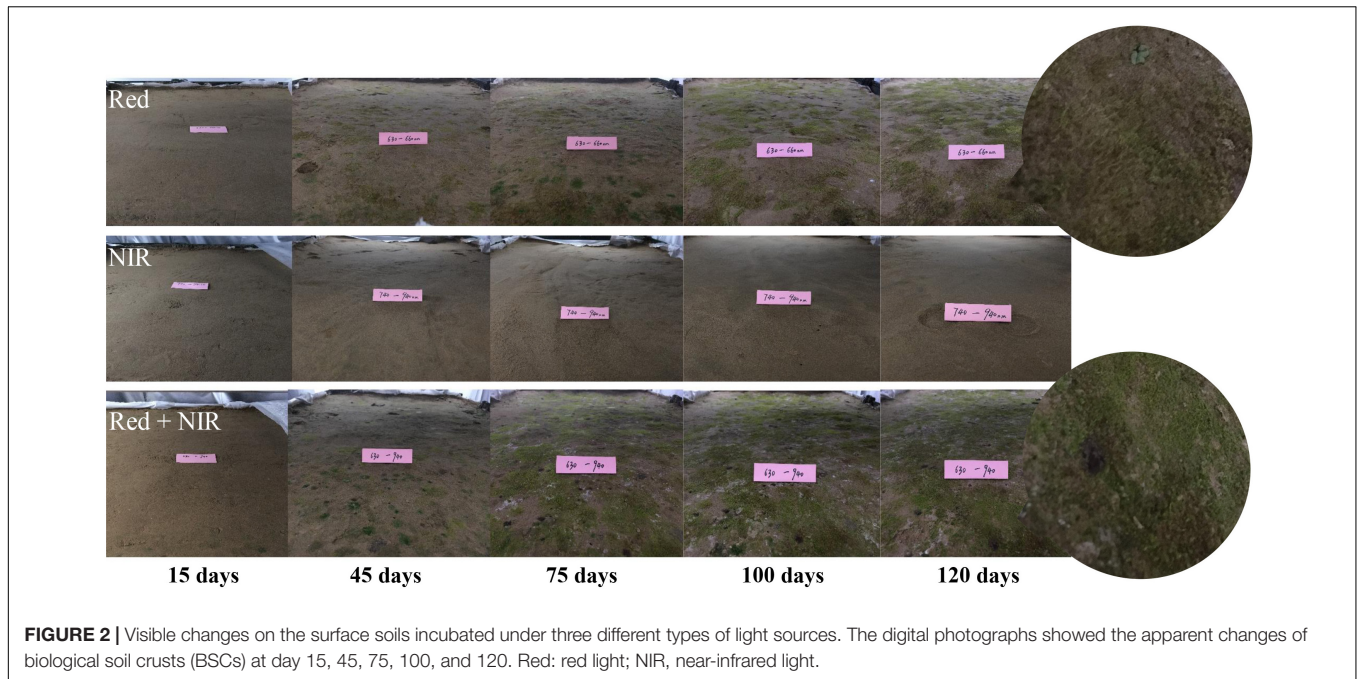 Red
630-660nm
630-660nm
630-660nm
630-660nm
NIR
740-940nm
740-940nm
740-940nm
740-940nm
Red + NIR
630-940
630-940
630-940
630-940
15 days 45 days 75 days 100 days 120 days
FIGURE 2 | Visible changes on the surface soils incubated under three different types of light sources. The digital photographs showed the apparent changes of
biological soil crusts (BSCs) at day 15, 45, 75, 100, and 120. Red: red light; NIR, near-infrared light.